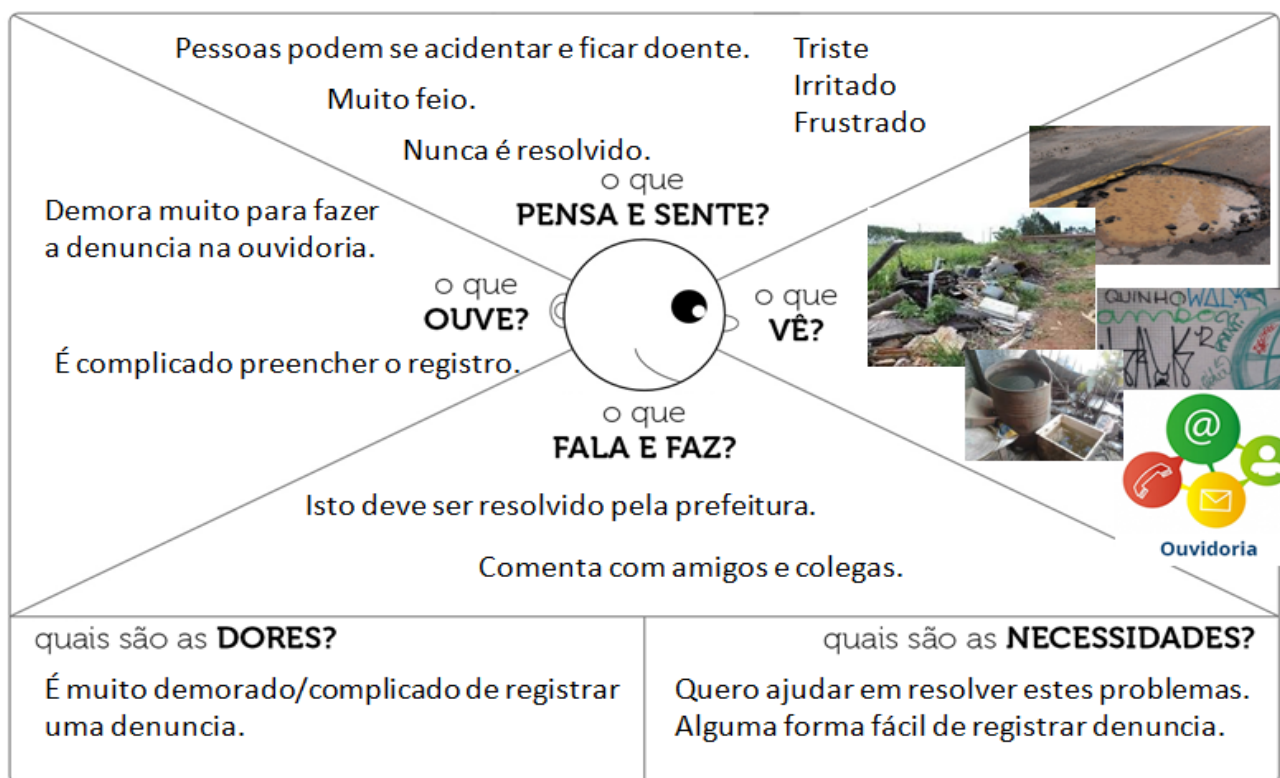 Pessoas podem se acidentar e ficar doente.
Muito feio.
Nunca é resolvido.
Triste
Irritado
Frustrado
o que
PENSA E SENTE?
Demora muito para fazer
a denuncia na ouvidoria.
o que
OUVE?
É complicado preencher o registro.
o que
VÊ?
QUINHO WALK
@
Ouvidoria
o que
FALA E FAZ?
Isto deve ser resolvido pela prefeitura.
Comenta com amigos e colegas.
quais são as DORES?
É muito demorado/complicado de registrar
uma denuncia.
quais são as NECESSIDADES?
Quero ajudar em resolver estes problemas.
Alguma forma fácil de registrar denuncia.